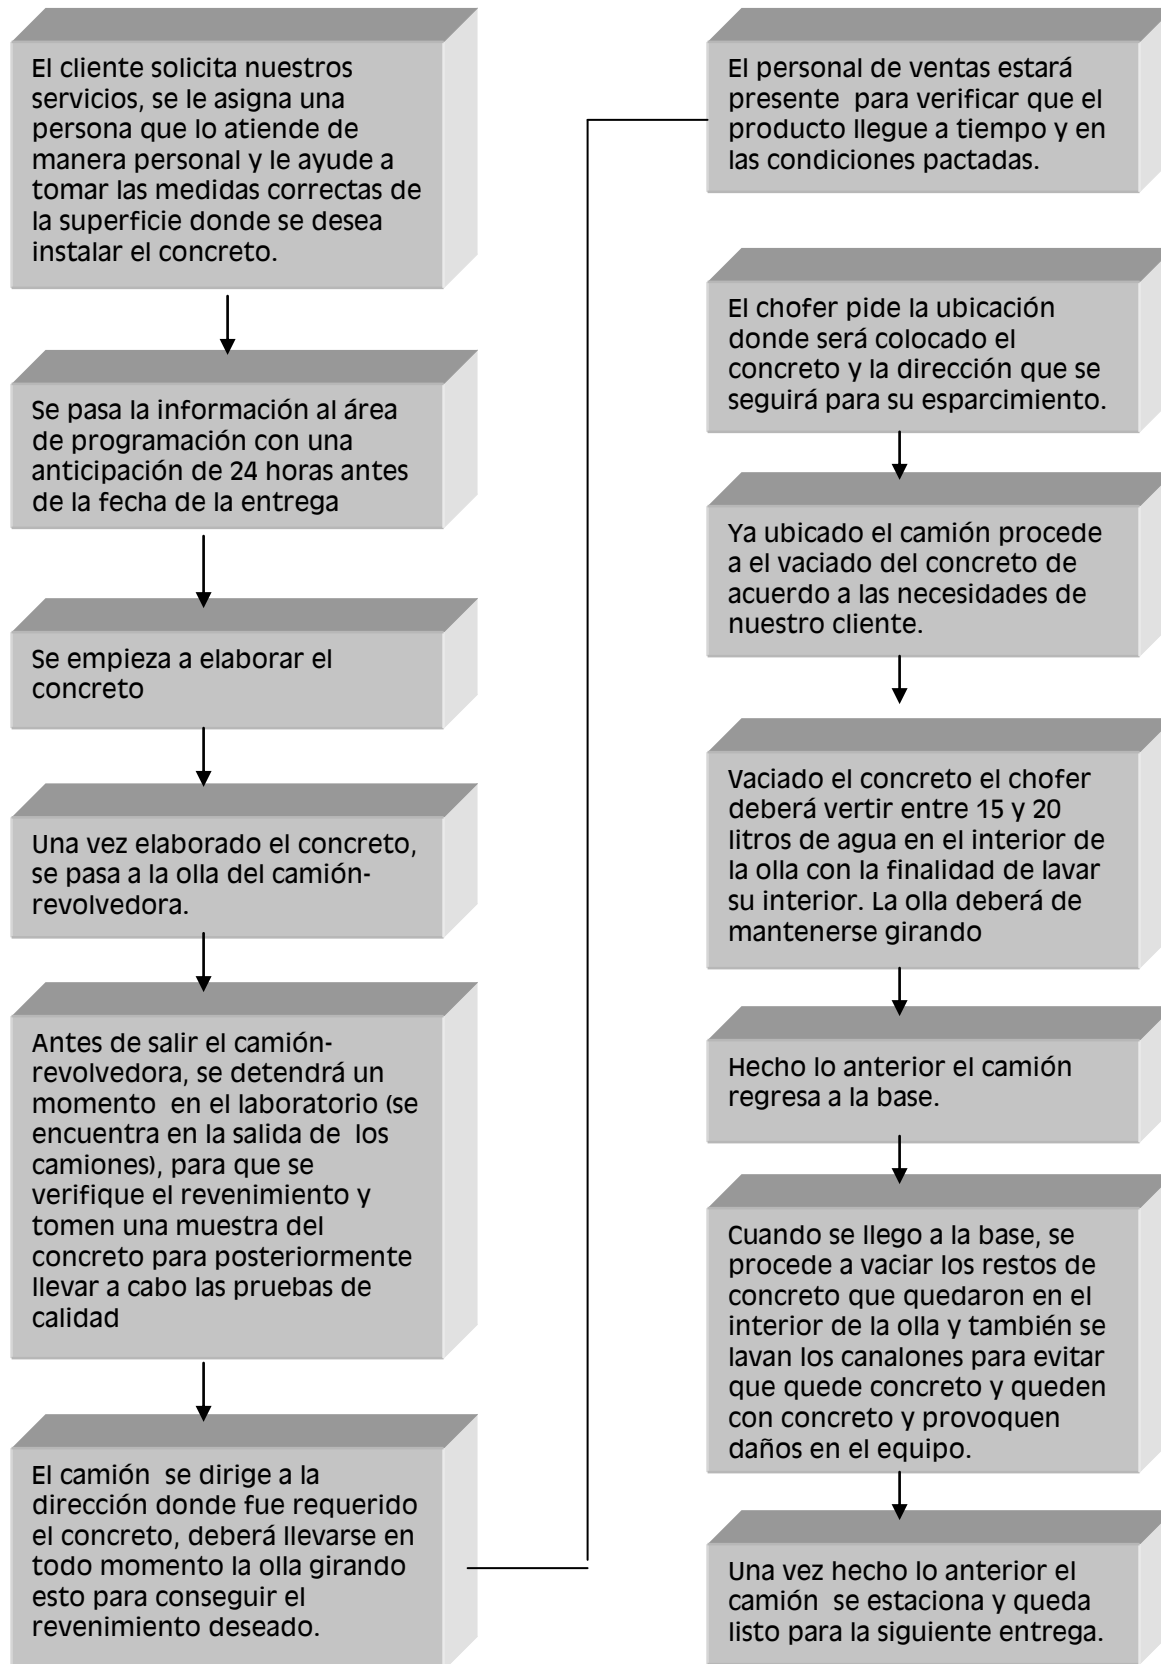 El cliente solicita nuestros
servicios, se le asigna una
persona que lo atiende de
manera personal y le ayude a
tomar las medidas correctas de
la superficie donde se desea
instalar el concreto.
Se pasa la información al área
de programación con una
anticipación de 24 horas antes
de la fecha de la entrega
Se empieza a elaborar el
concreto
Una vez elaborado el concreto,
se pasa a la olla del camión-
revolvedora.
Antes de salir el camión-
revolvedora, se detendrá un
momento en el laboratorio (se
encuentra en la salida de los
camiones), para que se
verifique el revenimiento y
tomen una muestra del
concreto para posteriormente
llevar a cabo las pruebas de
calidad
El camión se dirige a la
dirección donde fue requerido
el concreto, deberá llevarse en
todo momento la olla girando
esto para conseguir el
revenimiento deseado.
El personal de ventas estará
presente para verificar que el
producto llegue a tiempo y en
las condiciones pactadas.
El chofer pide la ubicación
donde será colocado el
concreto y la dirección que se
seguirá para su esparcimiento.
Ya ubicado el camión procede
a el vaciado del concreto de
acuerdo a las necesidades de
nuestro cliente.
Vaciado el concreto el chofer
deberá vertir entre 15 y 20
litros de agua en el interior de
la olla con la finalidad de lavar
su interior. La olla deberá de
mantenerse girando
Hecho lo anterior el camión
regresa a la base.
Cuando se llego a la base, se
procede a vaciar los restos de
concreto que quedaron en el
interior de la olla y también se
lavan los canalones para evitar
que quede concreto y queden
con concreto y provoquen
daños en el equipo.
Una vez hecho lo anterior el
camión se estaciona y queda
listo para la siguiente entrega.